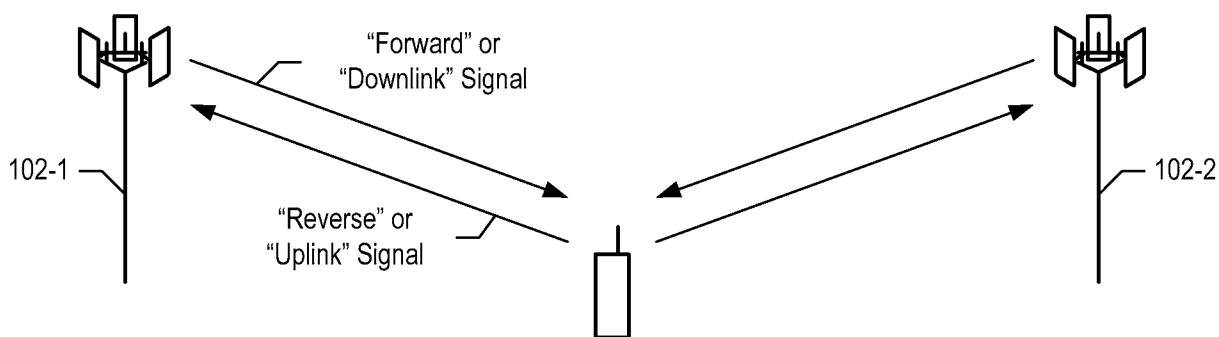 “Forward” or
“Downlink” Signal
102-1
102-2
“Reverse” or
“Uplink” Signal